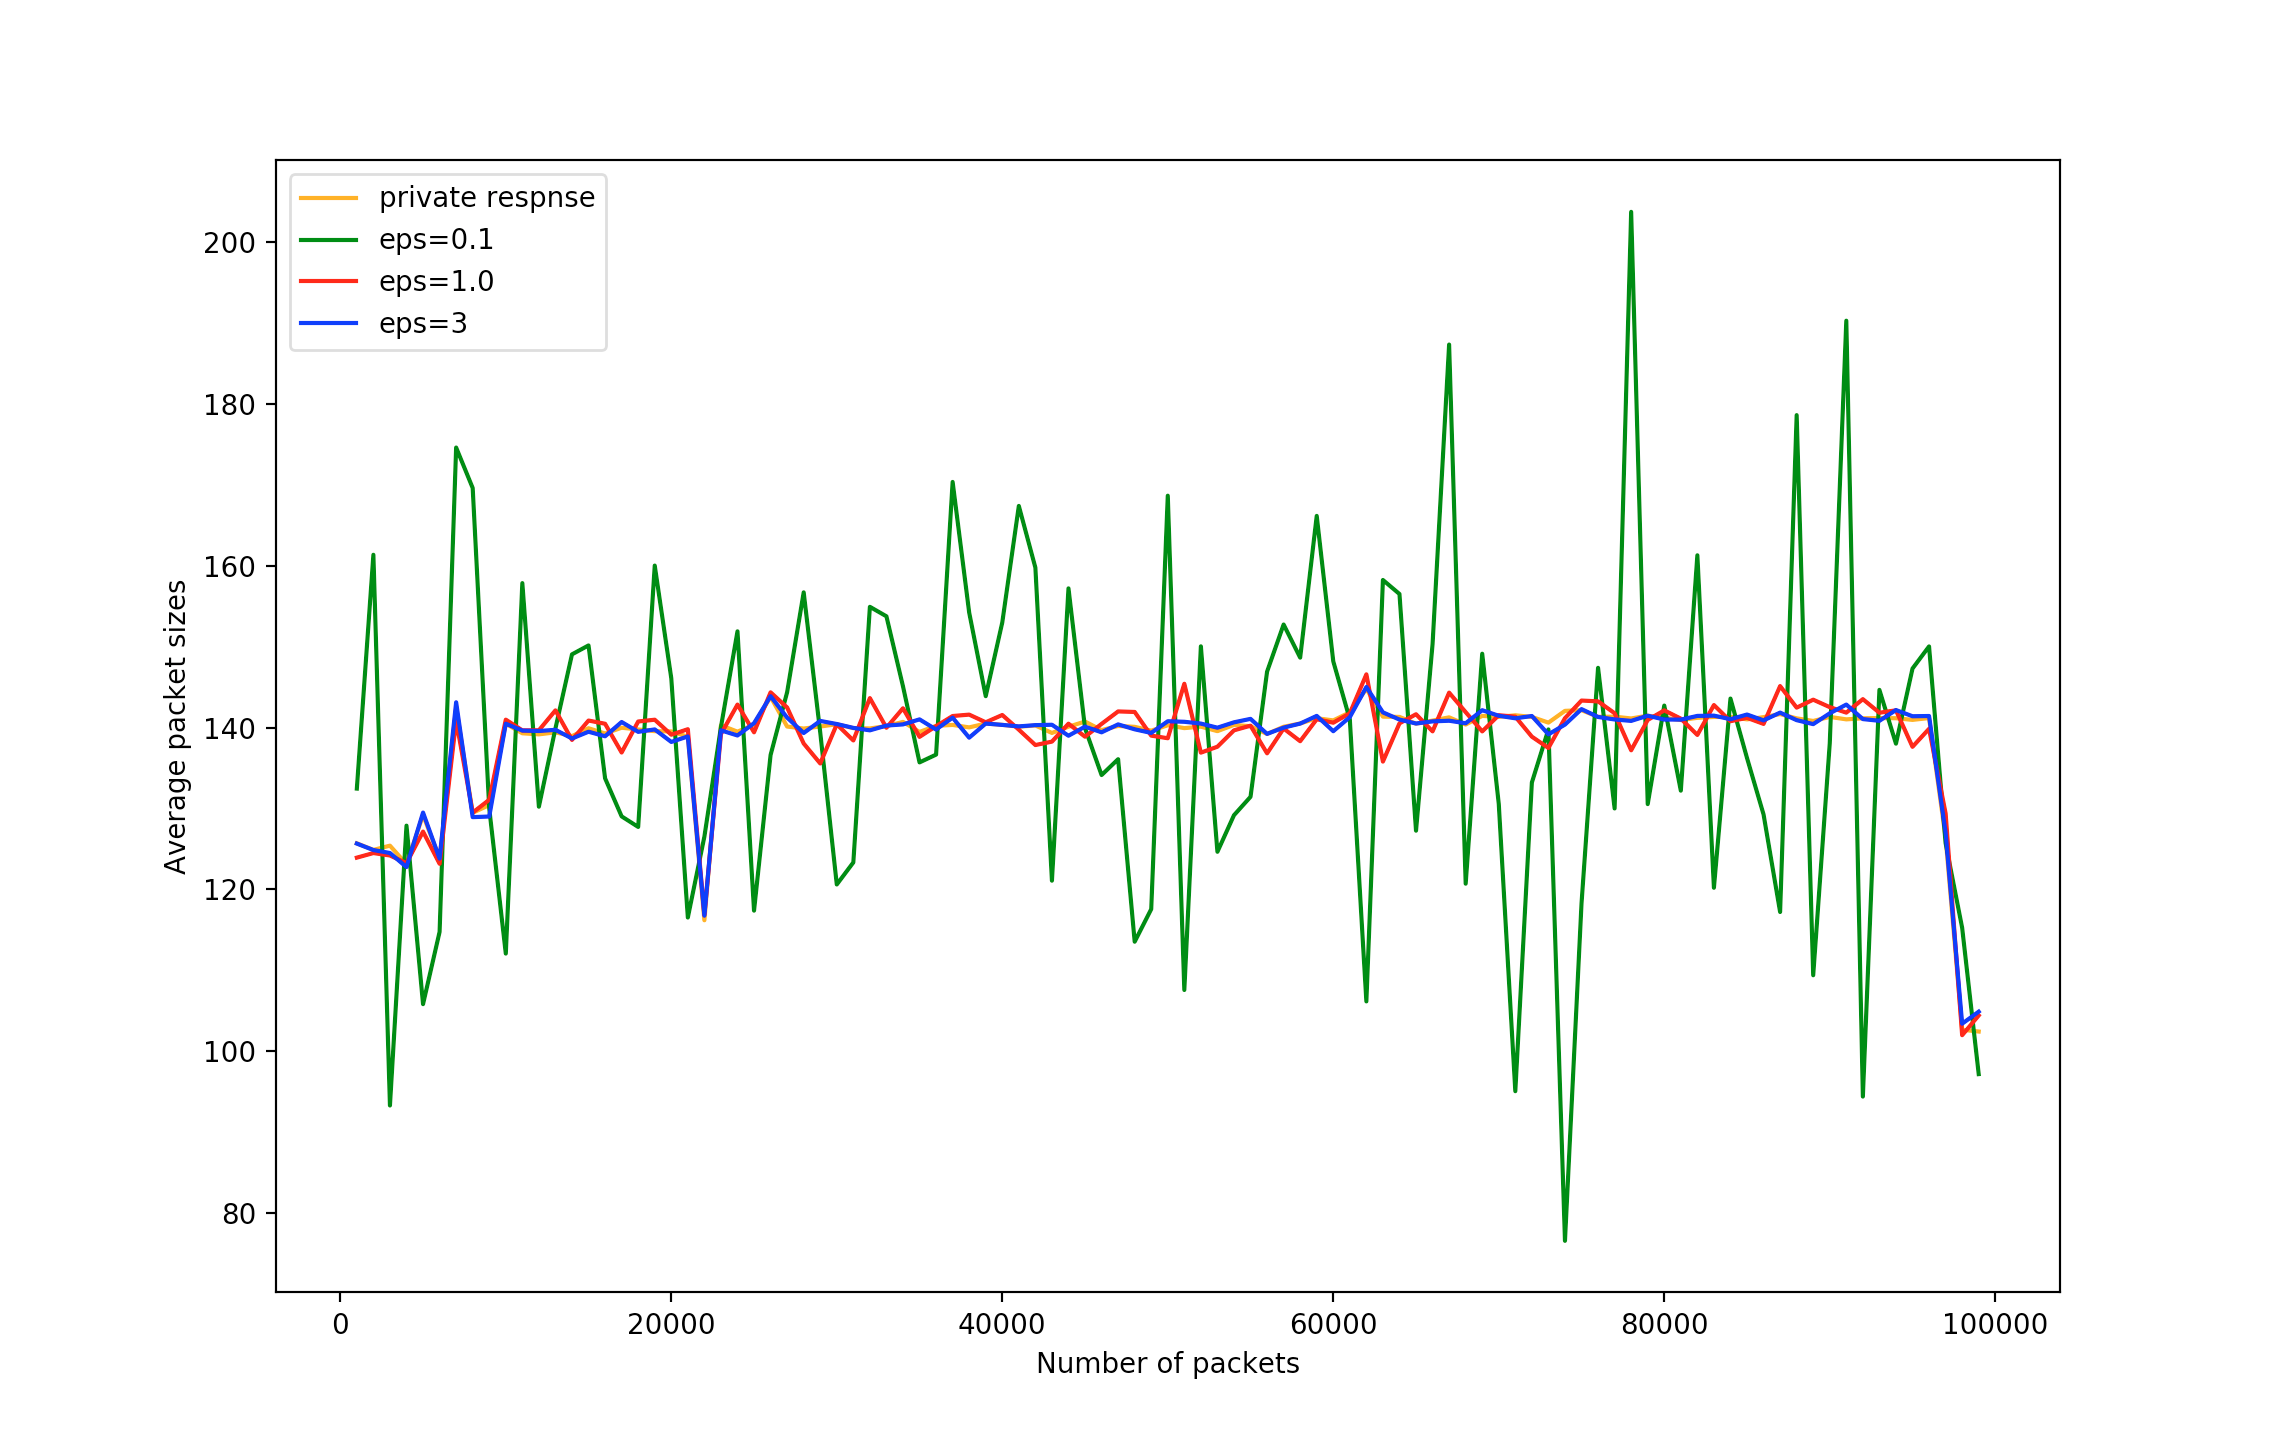 private respnse
eps=0.1
eps=1.0
eps=3
200
180
160
140
120
100
80
Average packet sizes
0 20000 40000 60000 80000 100000
Number of packets